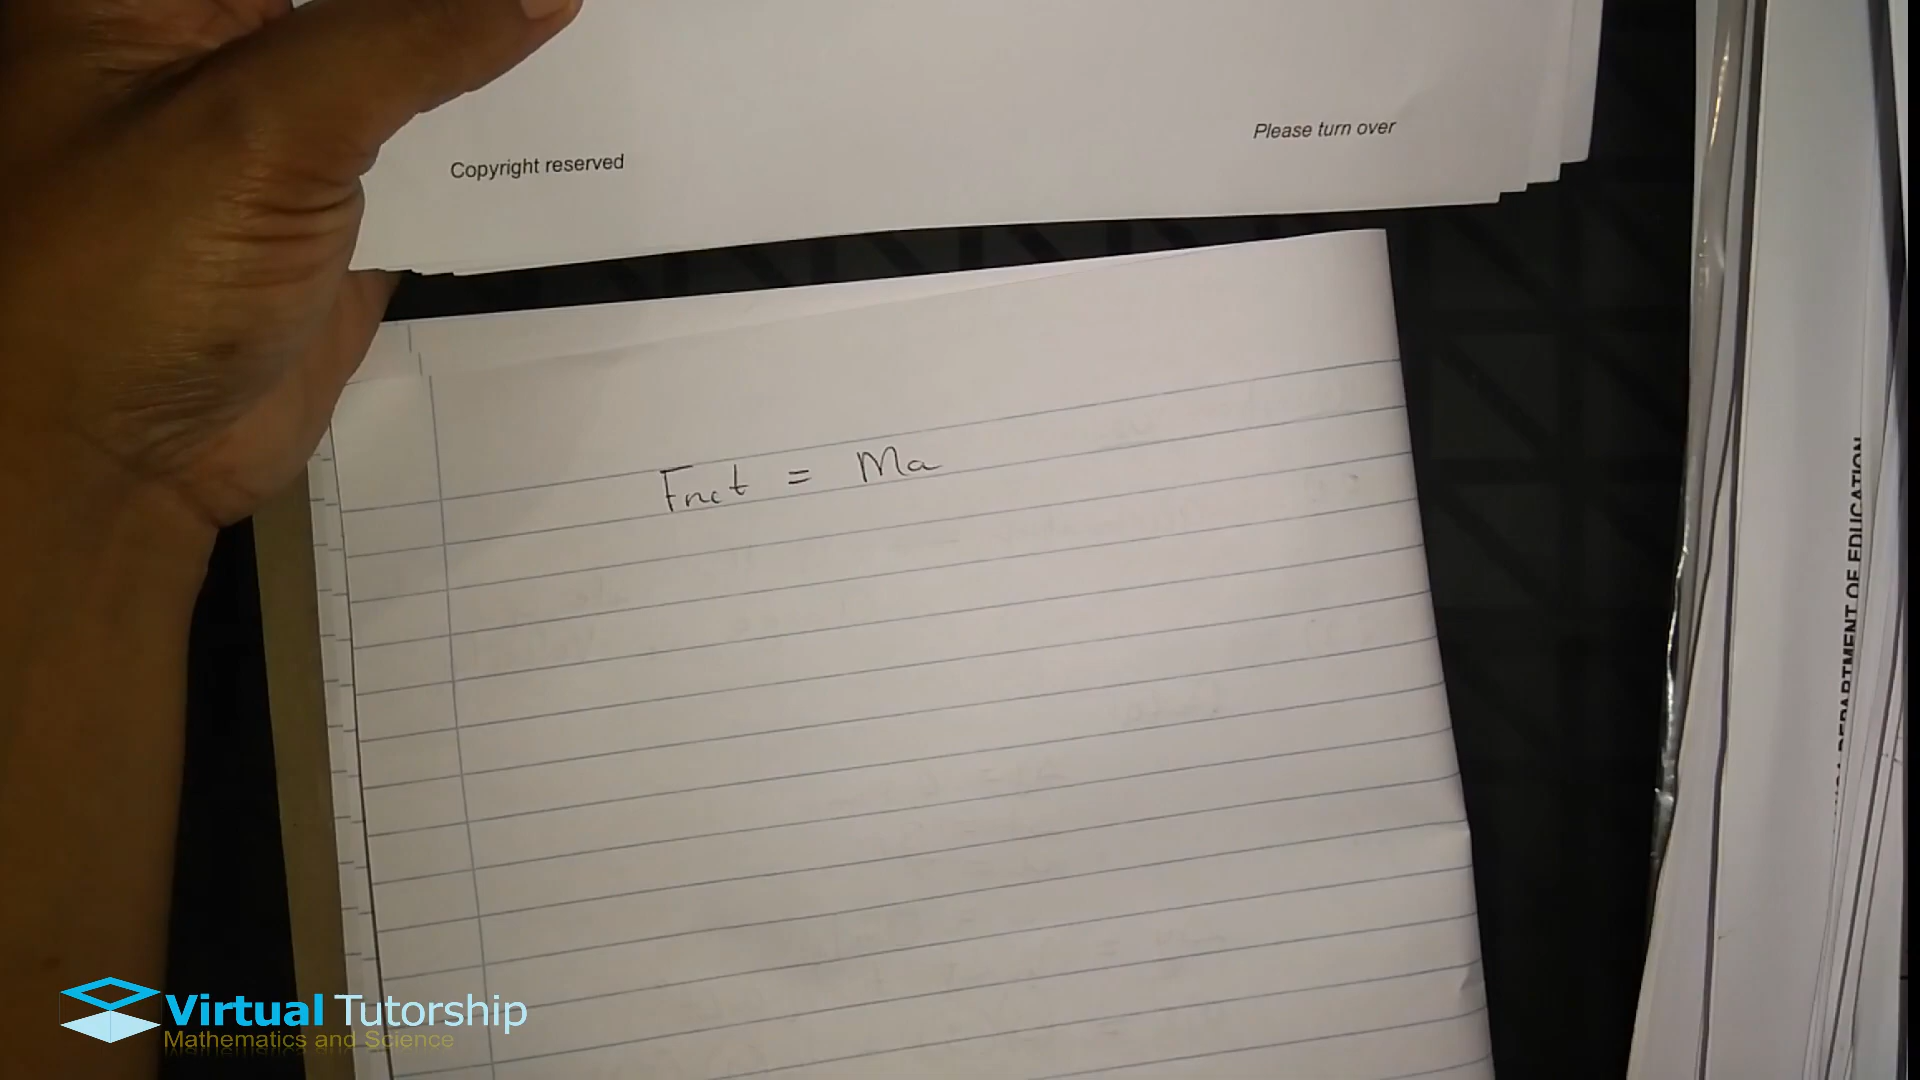 Please turn over
Copyright reserved
Fnet = Ma
DEPARTMENT OF EDUCATION
Virtual Tutorship
Mathematics and Science